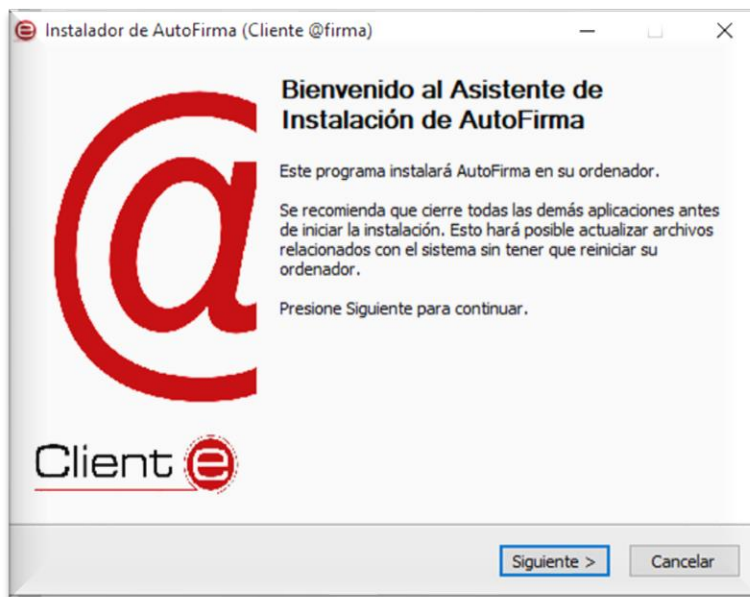 Instalador de AutoFirma (Cliente @firma)
Bienvenido al Asistente de
Instalación de AutoFirma
Este programa instalará AutoFirma en su ordenador.
Se recomienda que cierre todas las demás aplicaciones antes
de iniciar la instalación. Esto hará posible actualizar archivos
relacionados con el sistema sin tener que reiniciar su
ordenador.
Presione Siguiente para continuar.
@
Client e
Siguiente >
Cancelar